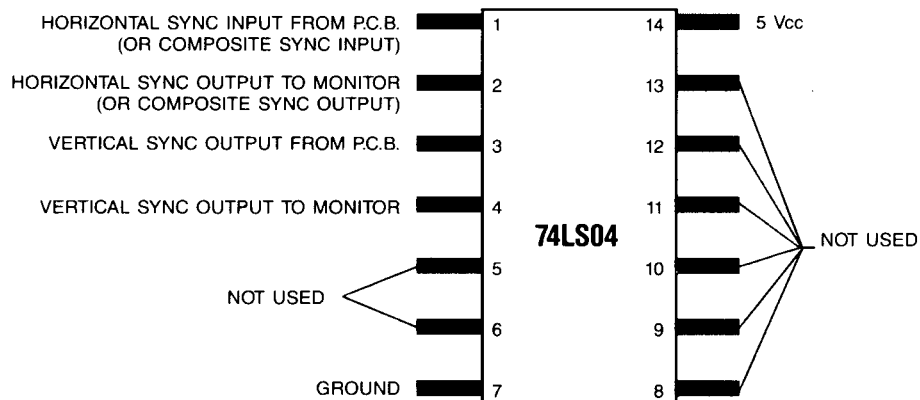 HORIZONTAL SYNC INPUT FROM P.C.B.
(OR COMPOSITE SYNC INPUT)
1
14
5 Vcc
HORIZONTAL SYNC OUTPUT TO MONITOR
(OR COMPOSITE SYNC OUTPUT)
2
13
VERTICAL SYNC OUTPUT FROM P.C.B.
3
12
VERTICAL SYNC OUTPUT TO MONITOR
4
11
74LS04
NOT USED
5
10
NOT USED
6
9
GROUND
7
8